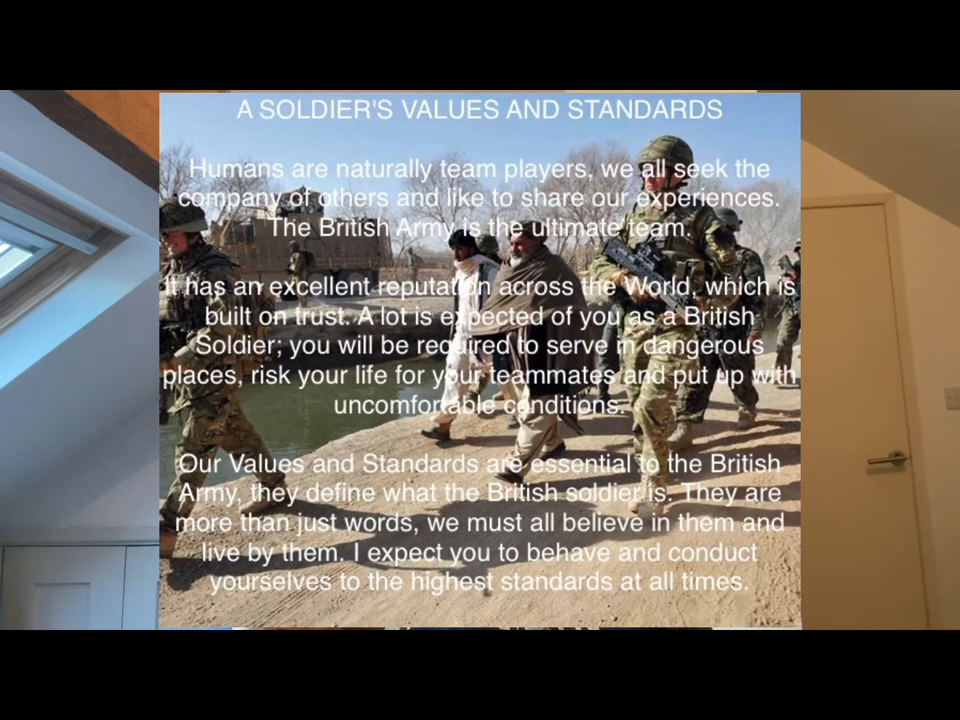 A SOLDIER'S VALUES AND STANDARDS
Humans are naturally team players, we all seek the
company of others and like to share our experiences.
The British Army is the ultimate team.
It has an excellent reputation across the World, which is
built on trust. A lot is expected of you as a British
Soldier; you will be required to serve in dangerous
places, risk your life for your teammates and put up with
uncomfortable conditions.
Our Values and Standards are essential to the British
Army, they define what the British soldier is. They are
more than just words, we must all believe in them and
live by them. I expect you to behave and conduct
yourselves to the highest standards at all times.